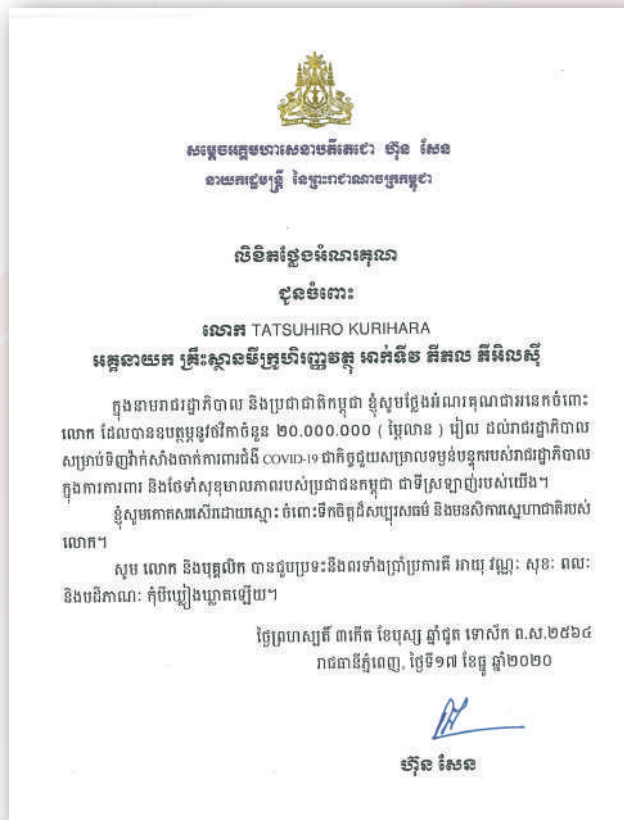 សម្តេចអគ្គមហាសេនាបតីតេជោ ហ៊ុន សែន
នាយករដ្ឋមន្ត្រី នៃព្រះរាជាណាចក្រកម្ពុជា
លិខិតថ្លែងអំណរគុណ
ជូនចំពោះ
លោក TATSUHIRO KURIHARA
អគ្គនាយក គ្រឹះស្ថានមីក្រូហិរញ្ញវត្ថុ អាក់ទីវ ភីភល ភីអិលស៊ី
ក្នុងនាមរាជរដ្ឋាភិបាល និងប្រជាជាតិកម្ពុជា ខ្ញុំសូមថ្លែងអំណរគុណជាអនេកចំពោះ
លោក ដែលបានឧបត្ថម្ភនូវថវិកាចំនួន ២០.០០០.០០០ ( ម្ភៃលាន ) រៀល ដល់រាជរដ្ឋាភិបាល
សម្រាប់ទិញវ៉ាក់សាំងចាក់ការពារជំងឺ COVID-19 ជាកិច្ចជួយសម្រាលទម្ងន់បន្ទុករបស់រាជរដ្ឋាភិបាល
ក្នុងការការពារ និងថែទាំសុខុមាលភាពរបស់ប្រជាជនកម្ពុជា ជាទីស្រឡាញ់របស់យើង។
ខ្ញុំសូមកោតសរសើរដោយស្មោះ ចំពោះទឹកចិត្តដ៏សប្បុរសធម៌ និងមនសិការស្នេហាជាតិរបស់
លោក។
សូម លោក និងបុគ្គលិក បានជួបប្រទះនឹងពរទាំងប្រាំប្រការគឺ អាយុ វណ្ណៈ សុខៈ ពលៈ
និងបដិភាណៈ កុំបីឃ្លៀងឃ្លាតឡើយ។
ថ្ងៃព្រហស្បតិ៍ ៣កើត ខែបុស្ស ឆ្នាំជូត ទោស័ក ព.ស.២៥៦៤
រាជធានីភ្នំពេញ, ថ្ងៃទី១៧ ខែធ្នូ ឆ្នាំ២០២០
ហ៊ុន សែន